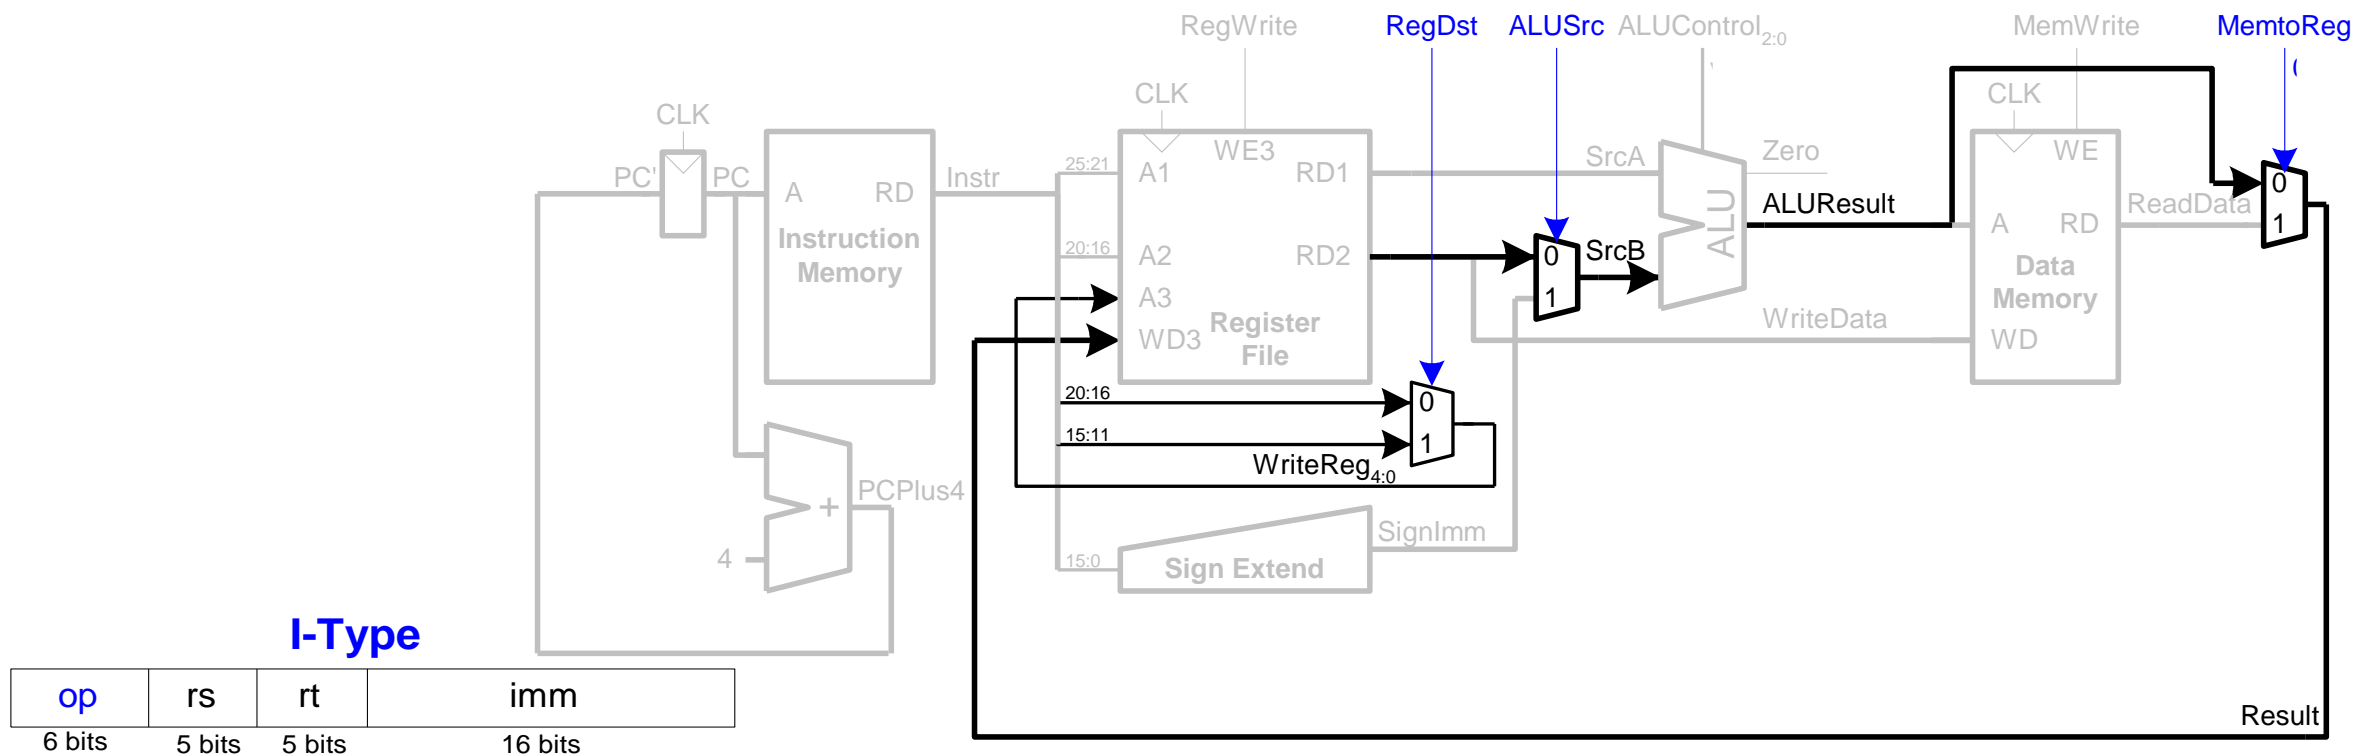 RegWrite RegDst ALUSrc ALUControl2:0 MemWrite MemtoReg
CLK CLK CLK
PC' PC A RD Instr
Instruction
Memory
25:21 A1 WE3 RD1 SrcA Zero
20:16 A2 RD2 0 SrcB ALU ALUResult
A3 1
WD3 Register
File
WE
A RD ReadData 0
1
Data
Memory
WriteData WD
20:16 0
15:11 1
WriteReg4:0
+ PCPlus4
4
15:0 Sign Extend SignImm
I-Type
op rs rt imm
6 bits 5 bits 5 bits 16 bits
Result